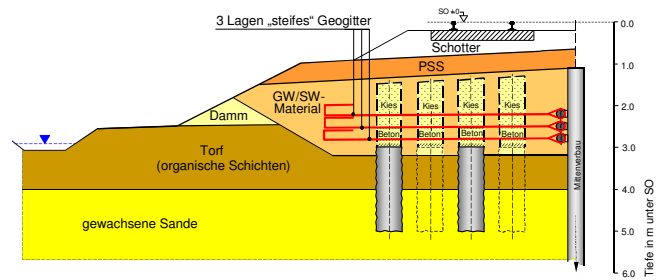 3 Lagen „steifes” Geogitter
SO ±0
0.0
Schotter
PSS
1.0
GW/SW-
Material
Kies
Kies
Kies
Kies
2.0
Damm
Beton
Beton
Beton
Beton
3.0
Torf
(organische Schichten)
Mittenverbau
4.0
gewachsene Sande
5.0
6.0
Tiefe in m unter SO